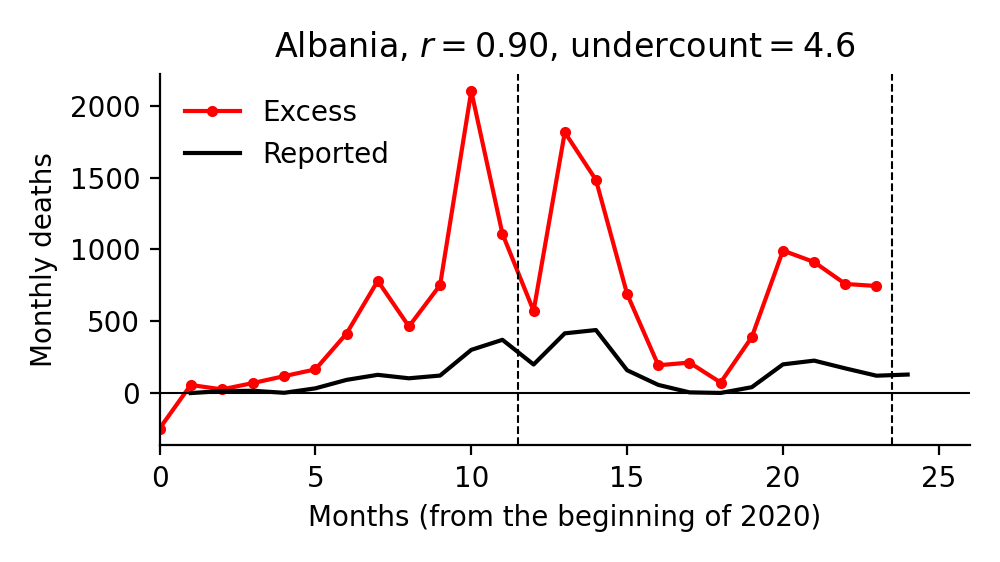 Albania, r = 0.90, undercount = 4.6
Excess
Reported
Monthly deaths
2000
1500
1000
500
0
0 5 10 15 20 25
Months (from the beginning of 2020)